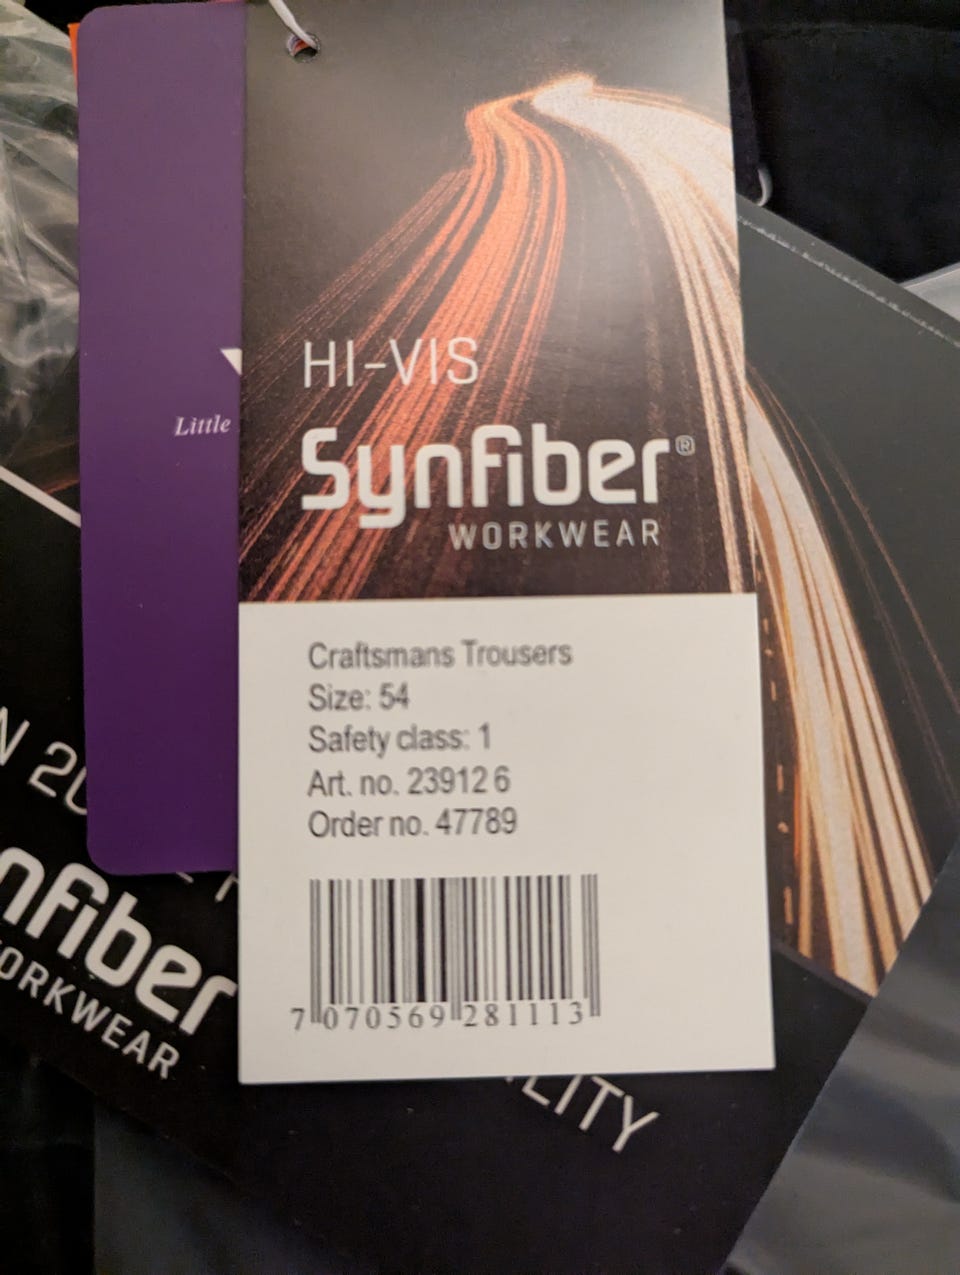 Little
HI-VIS
Synfiber®
WORKWEAR
Craftsmans Trousers
Size: 54
Safety class: 1
Art. no. 23912 6
Order no. 47789
7 070569 281113
N 20
nfiber
ORKWEAR
LITY